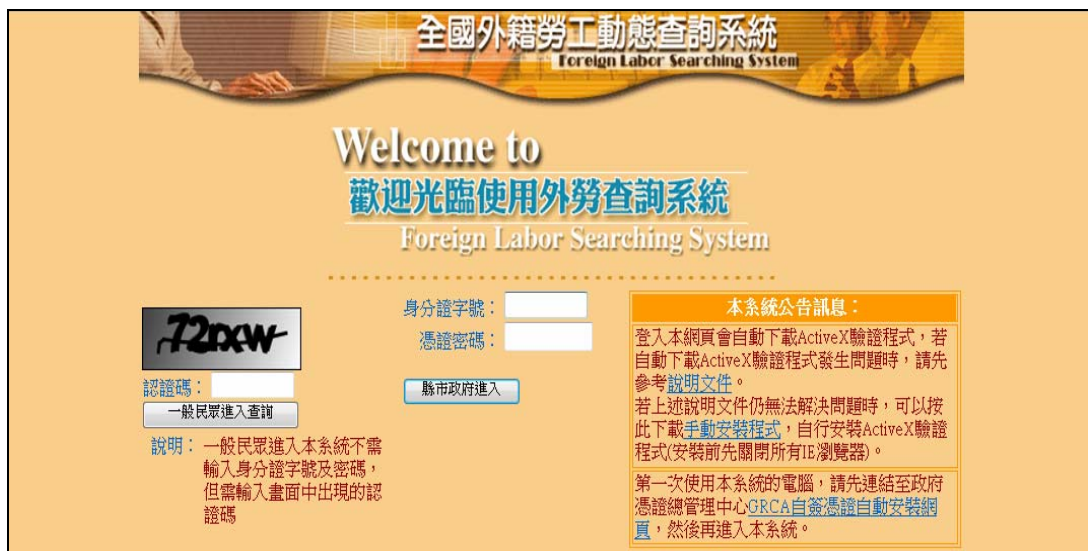 全國外籍勞工動態查詢系統
Foreign Labor Searching System
Welcome to
歡迎光臨使用外勞查詢系統
Foreign Labor Searching System
72rxw
認證碼：
一般民眾進入查詢
說明：一般民眾進入本系統不需
輸入身分證字號及密碼，
但需輸入畫面中出現的認
證碼
身分證字號：
憑證密碼：
縣市政府進入
本系統公告訊息：
登入本網頁會自動下載ActiveX驗證程式，若
自動下載ActiveX驗證程式發生問題時，請先
參考說明文件。
若上述說明文件仍無法解決問題時，可以按
此下載手動安裝程式，自行安裝ActiveX驗證
程式(安裝前先關閉所有IE瀏覽器)。
第一次使用本系統的電腦，請先連結至政府
憑證總管理中心GRCA自簽憑證自動安裝網
頁，然後再進入本系統。